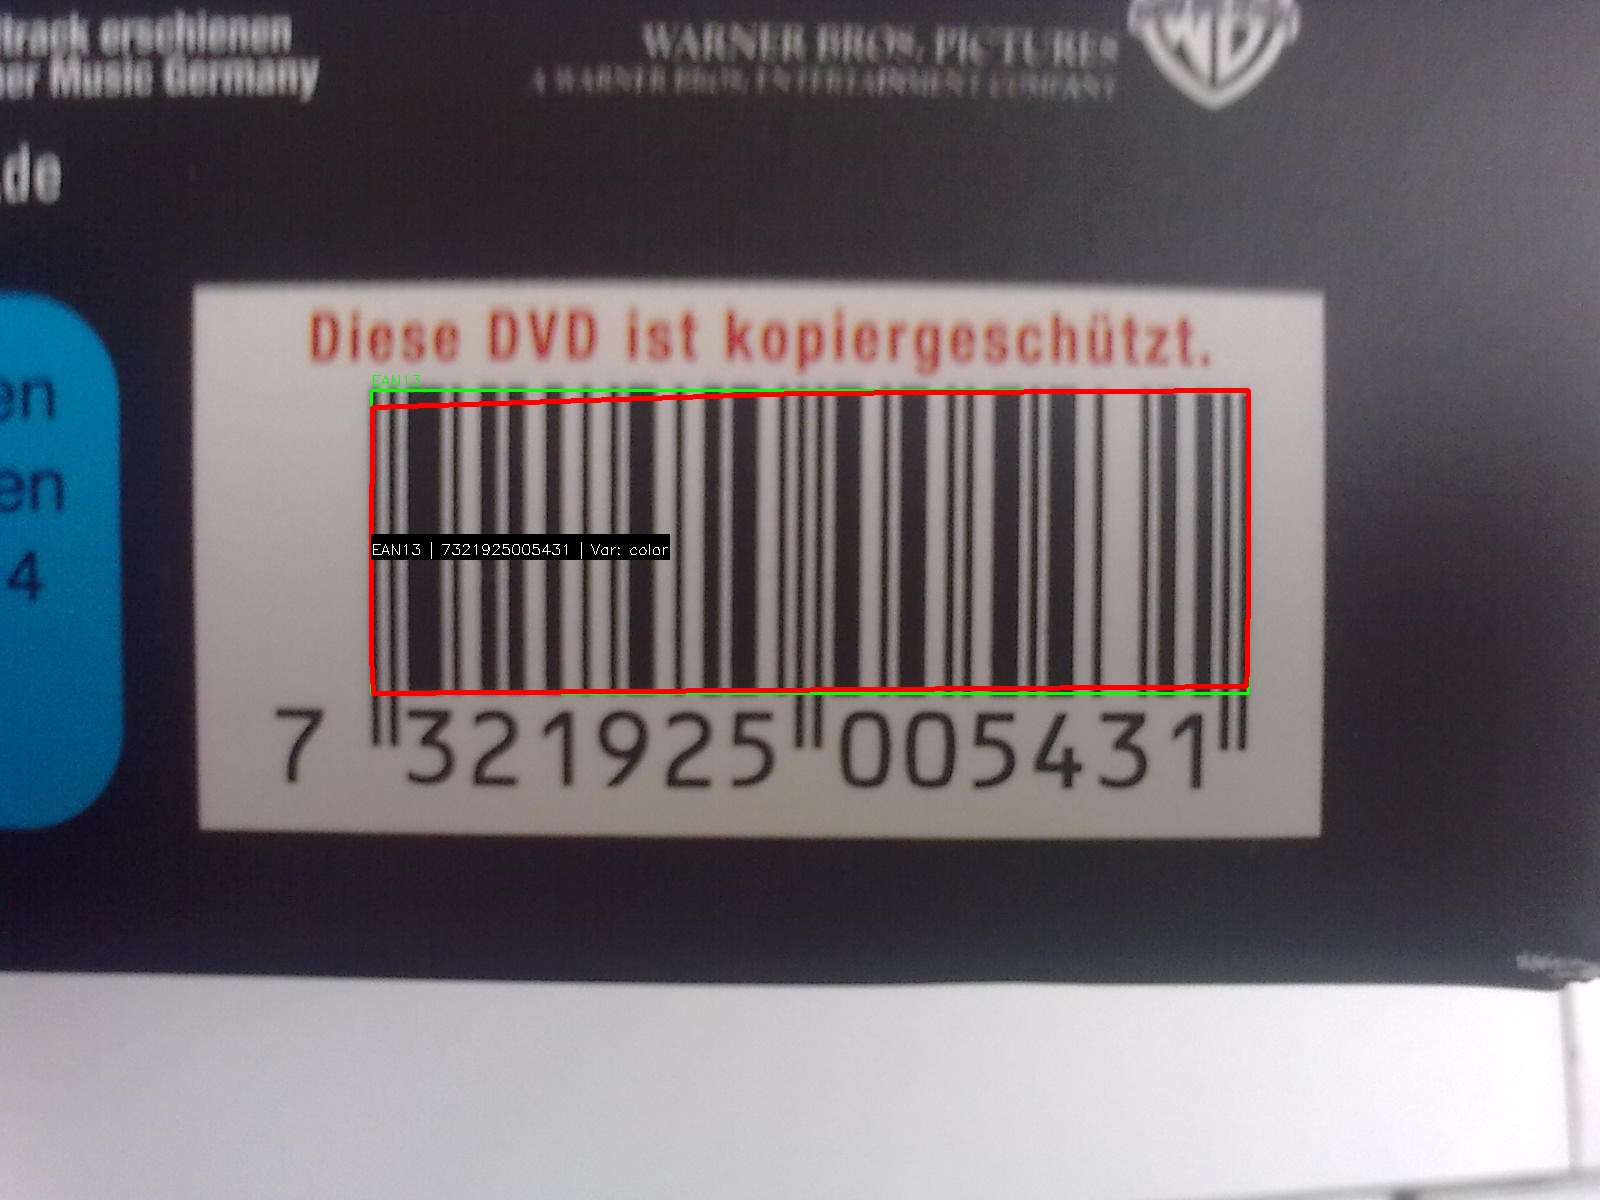 track erschienen
er Music Germany
.de
WARNER BROS. PICTURES
A WARNER BROS. ENTERTAINMENT COMPANY
WB
en
en
4
Diese DVD ist kopiergeschützt.
EAN13
EAN13 | 7321925005431 | Var: color
7 321925 005431